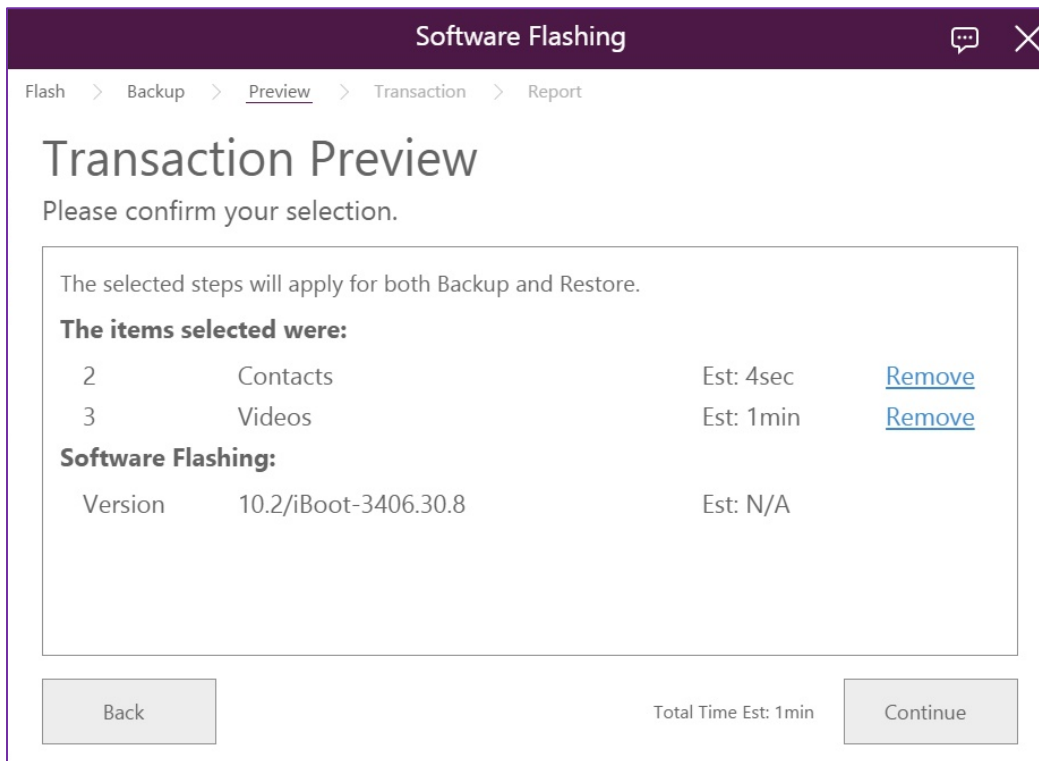 Software Flashing
Flash > Backup > Preview > Transaction > Report
Transaction Preview
Please confirm your selection.
The selected steps will apply for both Backup and Restore.
The items selected were:
2 Contacts Est: 4sec Remove
3 Videos Est: 1min Remove
Software Flashing:
Version 10.2/iBoot-3406.30.8 Est: N/A
Back Total Time Est: 1min Continue